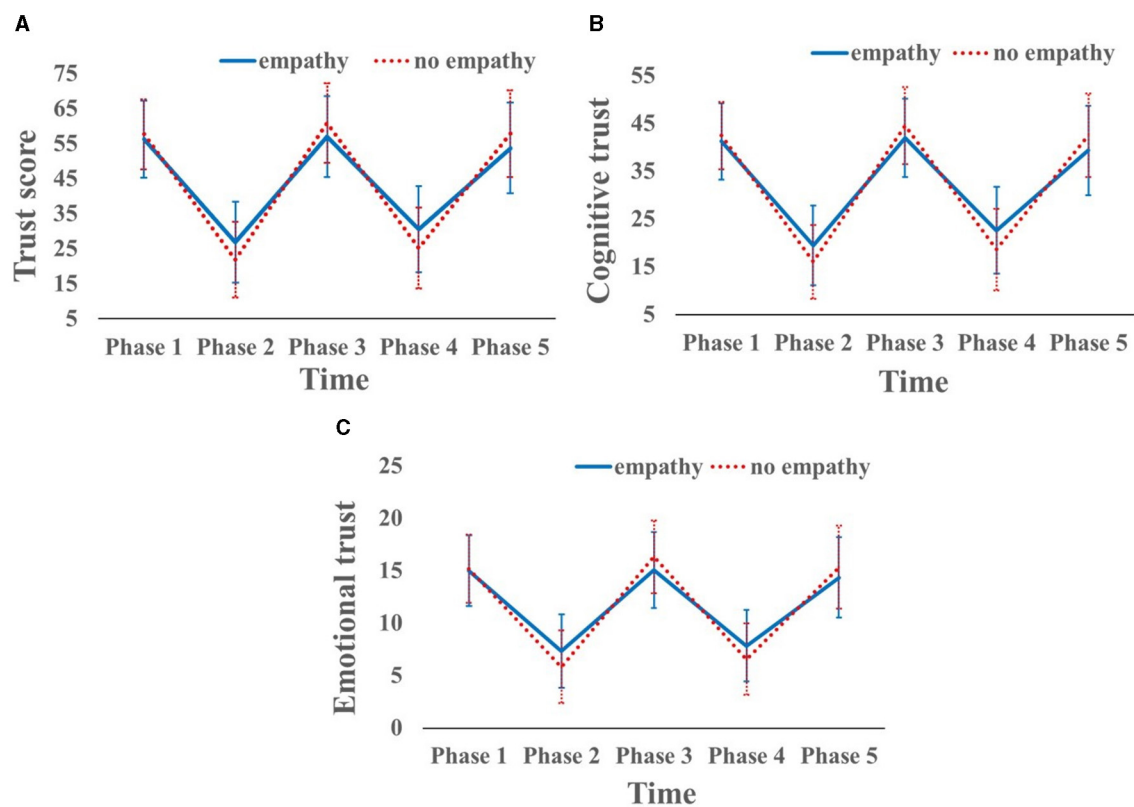 A
empathy no empathy
Trust score
75
65
55
45
35
25
15
5
Phase 1 Phase 2 Phase 3 Phase 4 Phase 5
Time
B
empathy no empathy
Cognitive trust
55
45
35
25
15
5
Phase 1 Phase 2 Phase 3 Phase 4 Phase 5
Time
C
empathy no empathy
Emotional trust
25
20
15
10
5
0
Phase 1 Phase 2 Phase 3 Phase 4 Phase 5
Time